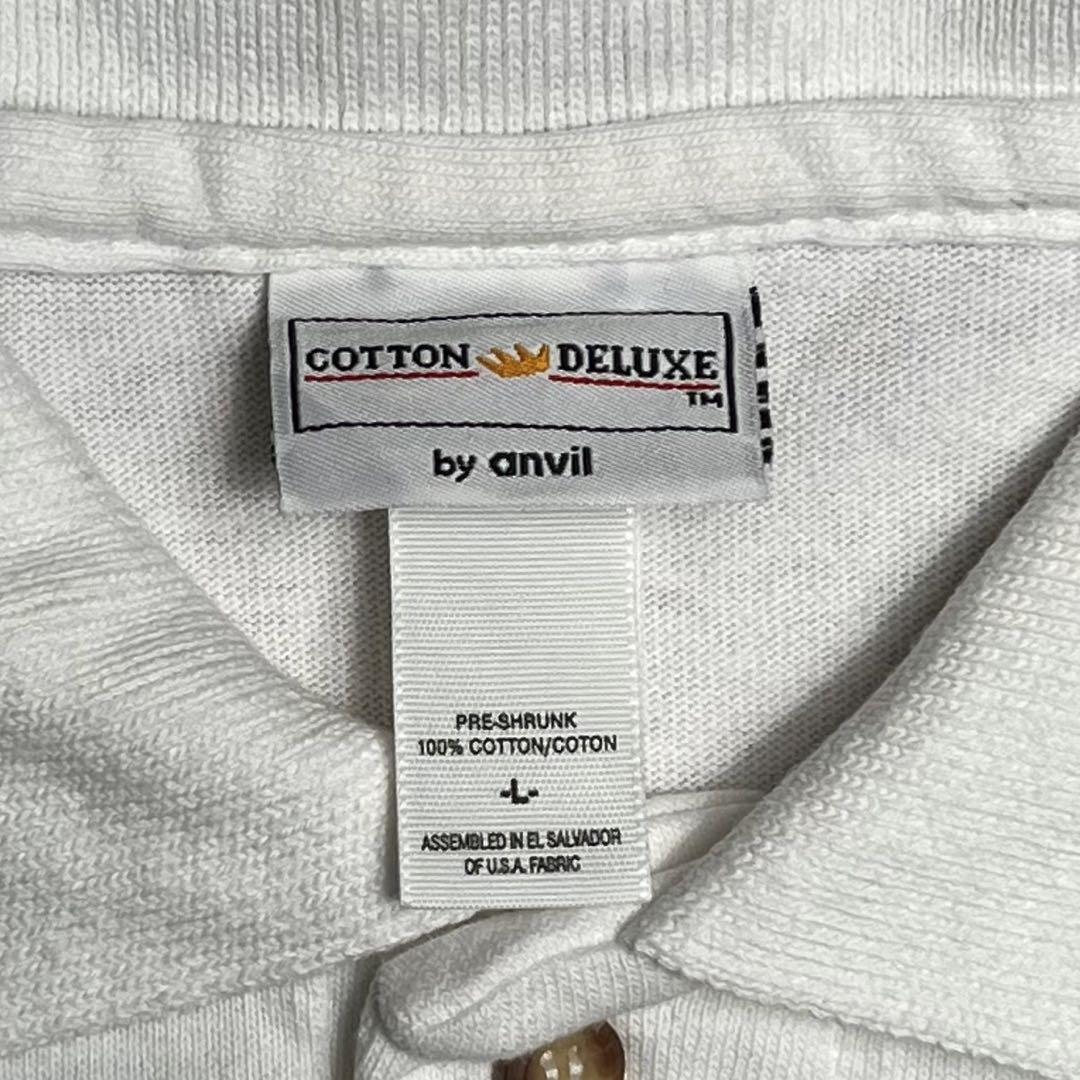 COTTON DELUXE
TM
by anvil
PRE-SHRUNK
100% COTTON/COTON
-L-
ASSEMBLED IN EL SALVADOR
OF U.S.A. FABRIC